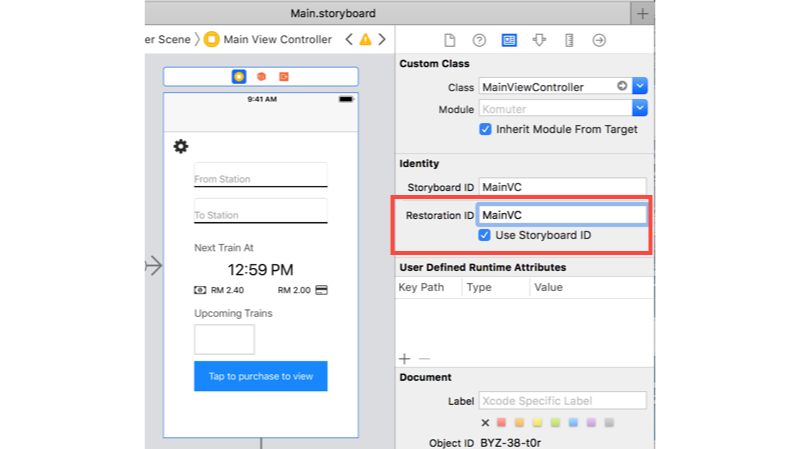 Main.storyboard
+
er Scene 〉 Main View Controller
9:41 AM
From Station
To Station
Next Train At
12:59 PM
RM 2.40 RM 2.00
Upcoming Trains
Tap to purchase to view
Custom Class
Class MainViewController
Module Komuter
Inherit Module From Target
Identity
Storyboard ID MainVC
Restoration ID MainVC
Use Storyboard ID
User Defined Runtime Attributes
Key Path Type Value
+ —
Document
Label Xcode Specific Label
Object ID BYZ-38-t0r